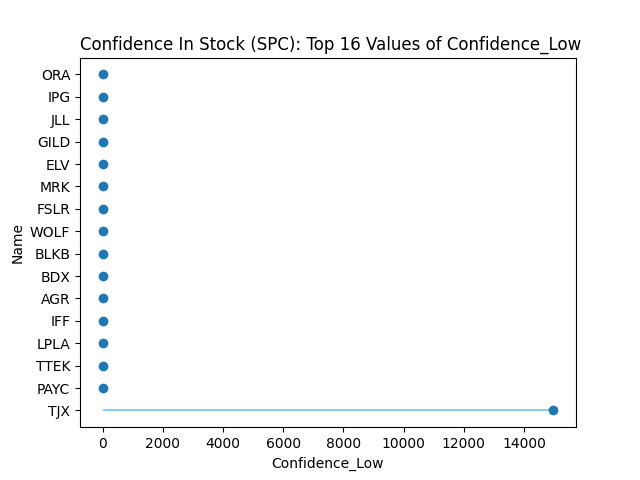 Confidence In Stock (SPC): Top 16 Values of Confidence_Low
ORA
IPG
JLL
GILD
ELV
MRK
FSLR
WOLF
BLKB
BDX
AGR
IFF
LPLA
TTEK
PAYC
TJX
Name
0 2000 4000 6000 8000 10000 12000 14000
Confidence_Low